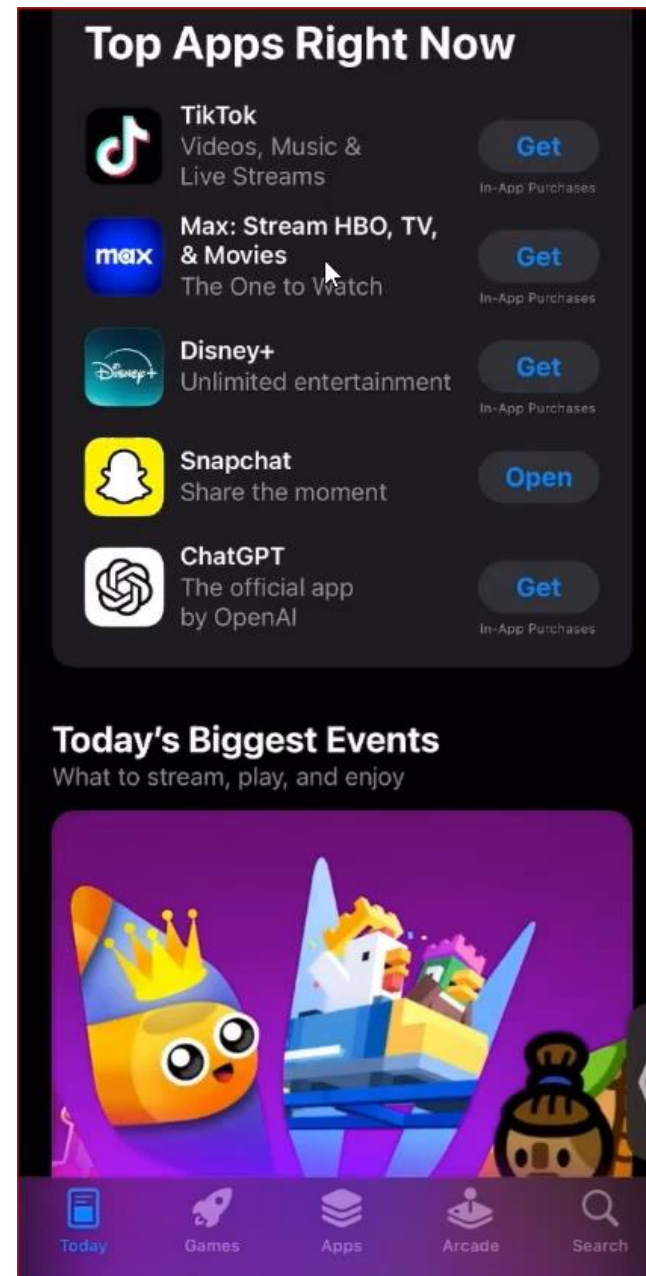 Top Apps Right Now
TikTok
Videos, Music &
Live Streams
Get
In-App Purchases
max
Max: Stream HBO, TV,
& Movies
The One to Watch
Get
In-App Purchases
Disney+
Disney+
Unlimited entertainment
Get
In-App Purchases
Snapchat
Share the moment
Open
ChatGPT
The official app
by OpenAI
Get
In-App Purchases
Today's Biggest Events
What to stream, play, and enjoy
Today
Games
Apps
Arcade
Search